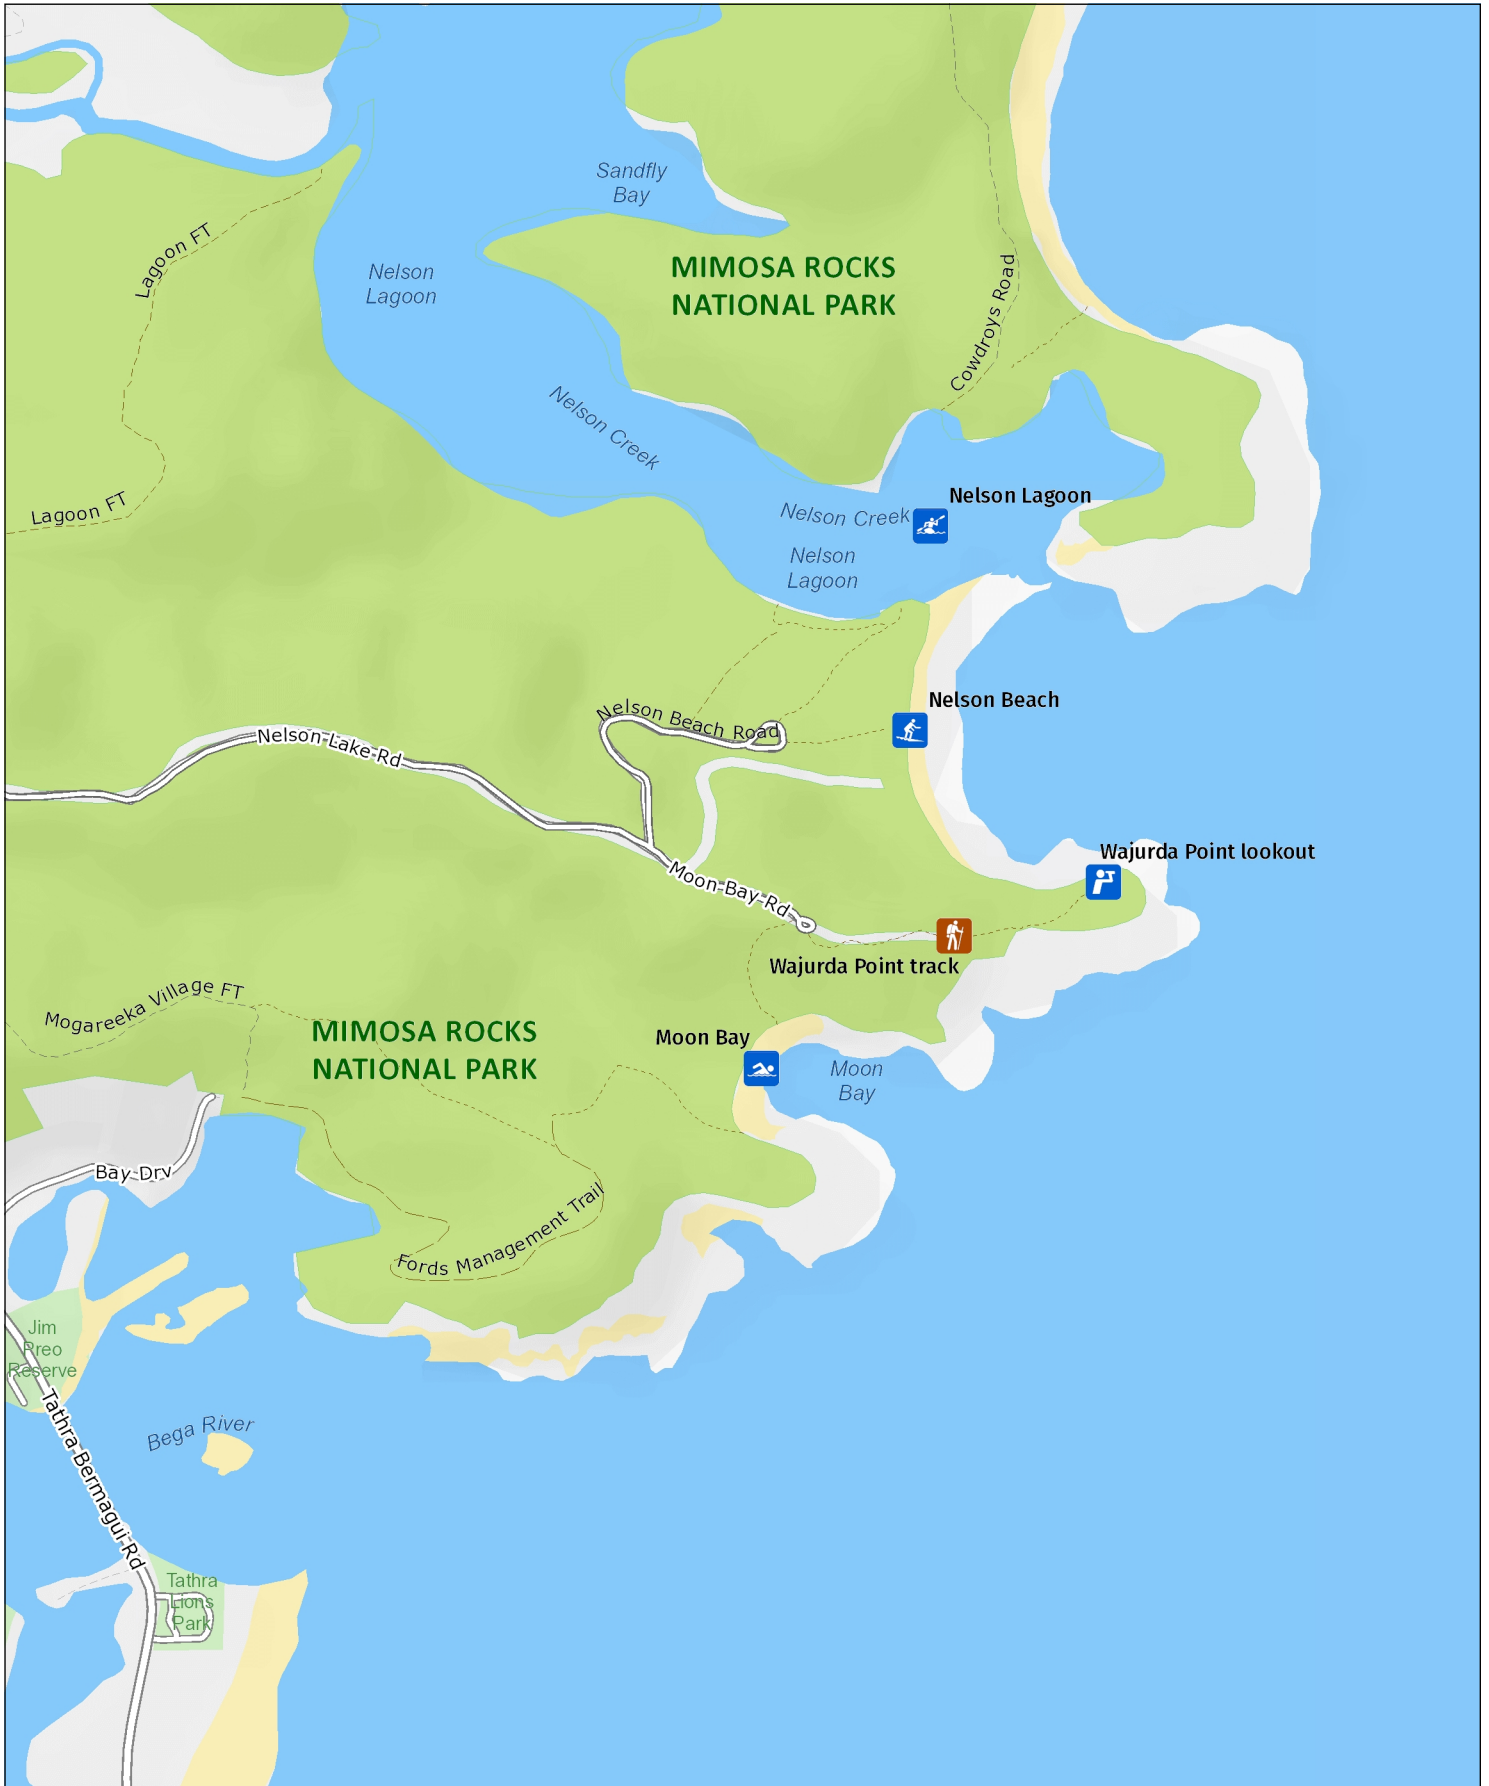 Sandfly
Bay
Lagoon FT
Nelson
Lagoon
MIMOSA ROCKS
NATIONAL PARK
Cowdroys Road
Nelson Creek
Lagoon FT
Nelson Lagoon
Nelson Creek
Nelson
Lagoon
Nelson Beach
Nelson Beach Road
Nelson Lake Rd
Wajurda Point lookout
Moon Bay Rd
Wajurda Point track
Mogareeka Village FT
MIMOSA ROCKS
NATIONAL PARK
Moon Bay
Moon
Bay
Bay Drv
Fords Management Trail
Jim
Preo
Reserve
Tathra-Bermagui Rd
Bega River
Tathra
Lions
Park